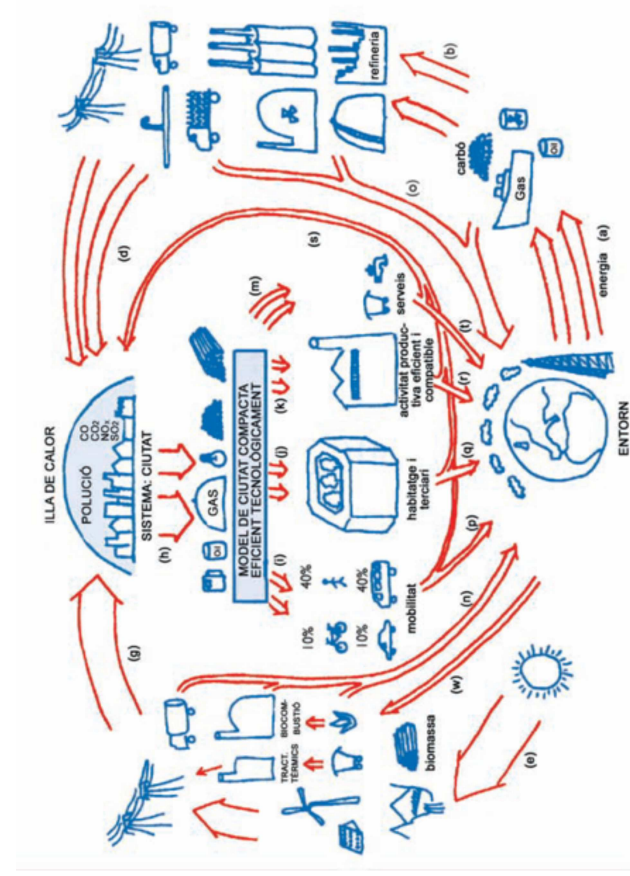 ILLA DE CALOR
POLUCIÓ
CO
CO2
NOx
SO2
SISTEMA: CIUTAT
(g)
(d)
(h)
Oil
GAS
MODEL DE CIUTAT COMPACTA
EFICIENT TECNOLÒGICAMENT
(i)
(j)
(k)
(m)
TRACT.
TÈRMICS
BIOCOM-
BUSTIÓ
10%
40%
10%
40%
mobilitat
habitatge i
terciari
activitat produc-
tiva eficient i
compatible
serveis
(s)
(o)
refineria
(b)
biomassa
carbó
Gas
Oil
(w)
(n)
(p)
(q)
(r)
(t)
(e)
energia
(a)
ENTORN